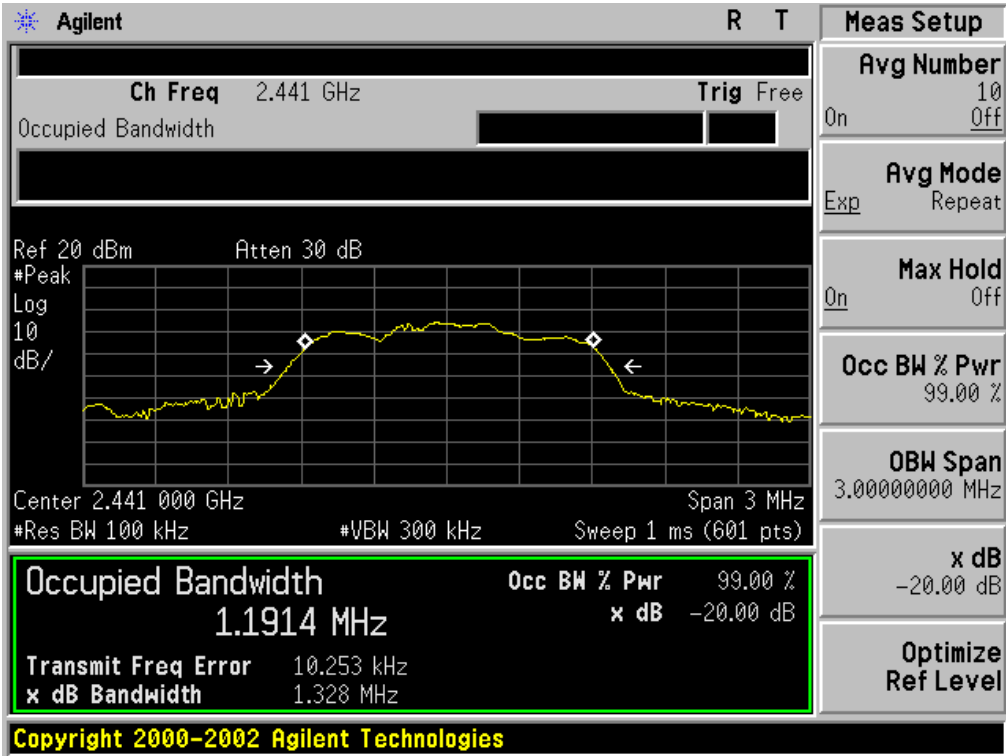 Agilent R T
Ch Freq 2.441 GHz Trig Free
Occupied Bandwidth
Ref 20 dBm Atten 30 dB
#Peak
Log
10
dB/
Center 2.441 000 GHz Span 3 MHz
#Res BW 100 kHz #VBW 300 kHz Sweep 1 ms (601 pts)
Occupied Bandwidth Occ BW % Pwr 99.00 %
1.1914 MHz x dB -20.00 dB
Transmit Freq Error 10.253 kHz
x dB Bandwidth 1.328 MHz
Copyright 2000-2002 Agilent Technologies
Meas Setup
Avg Number
10
On Off
Avg Mode
Exp Repeat
Max Hold
On Off
Occ BW % Pwr
99.00 %
OBW Span
3.00000000 MHz
x dB
-20.00 dB
Optimize
Ref Level